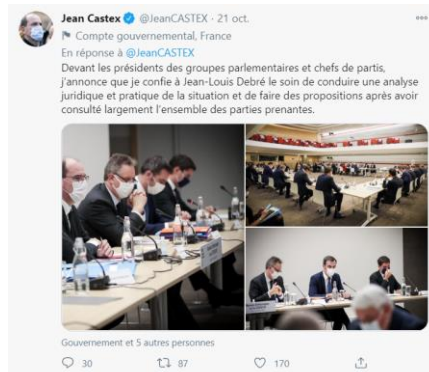 Jean Castex @JeanCASTEX · 21 oct.
Compte gouvernemental, France
En réponse à @JeanCASTEX
Devant les présidents des groupes parlementaires et chefs de partis,
j'annonce que je confie à Jean-Louis Debré le soin de conduire une analyse
juridique et pratique de la situation et de faire des propositions après avoir
consulté largement l'ensemble des parties prenantes.
Gouvernement et 5 autres personnes
30 87 170